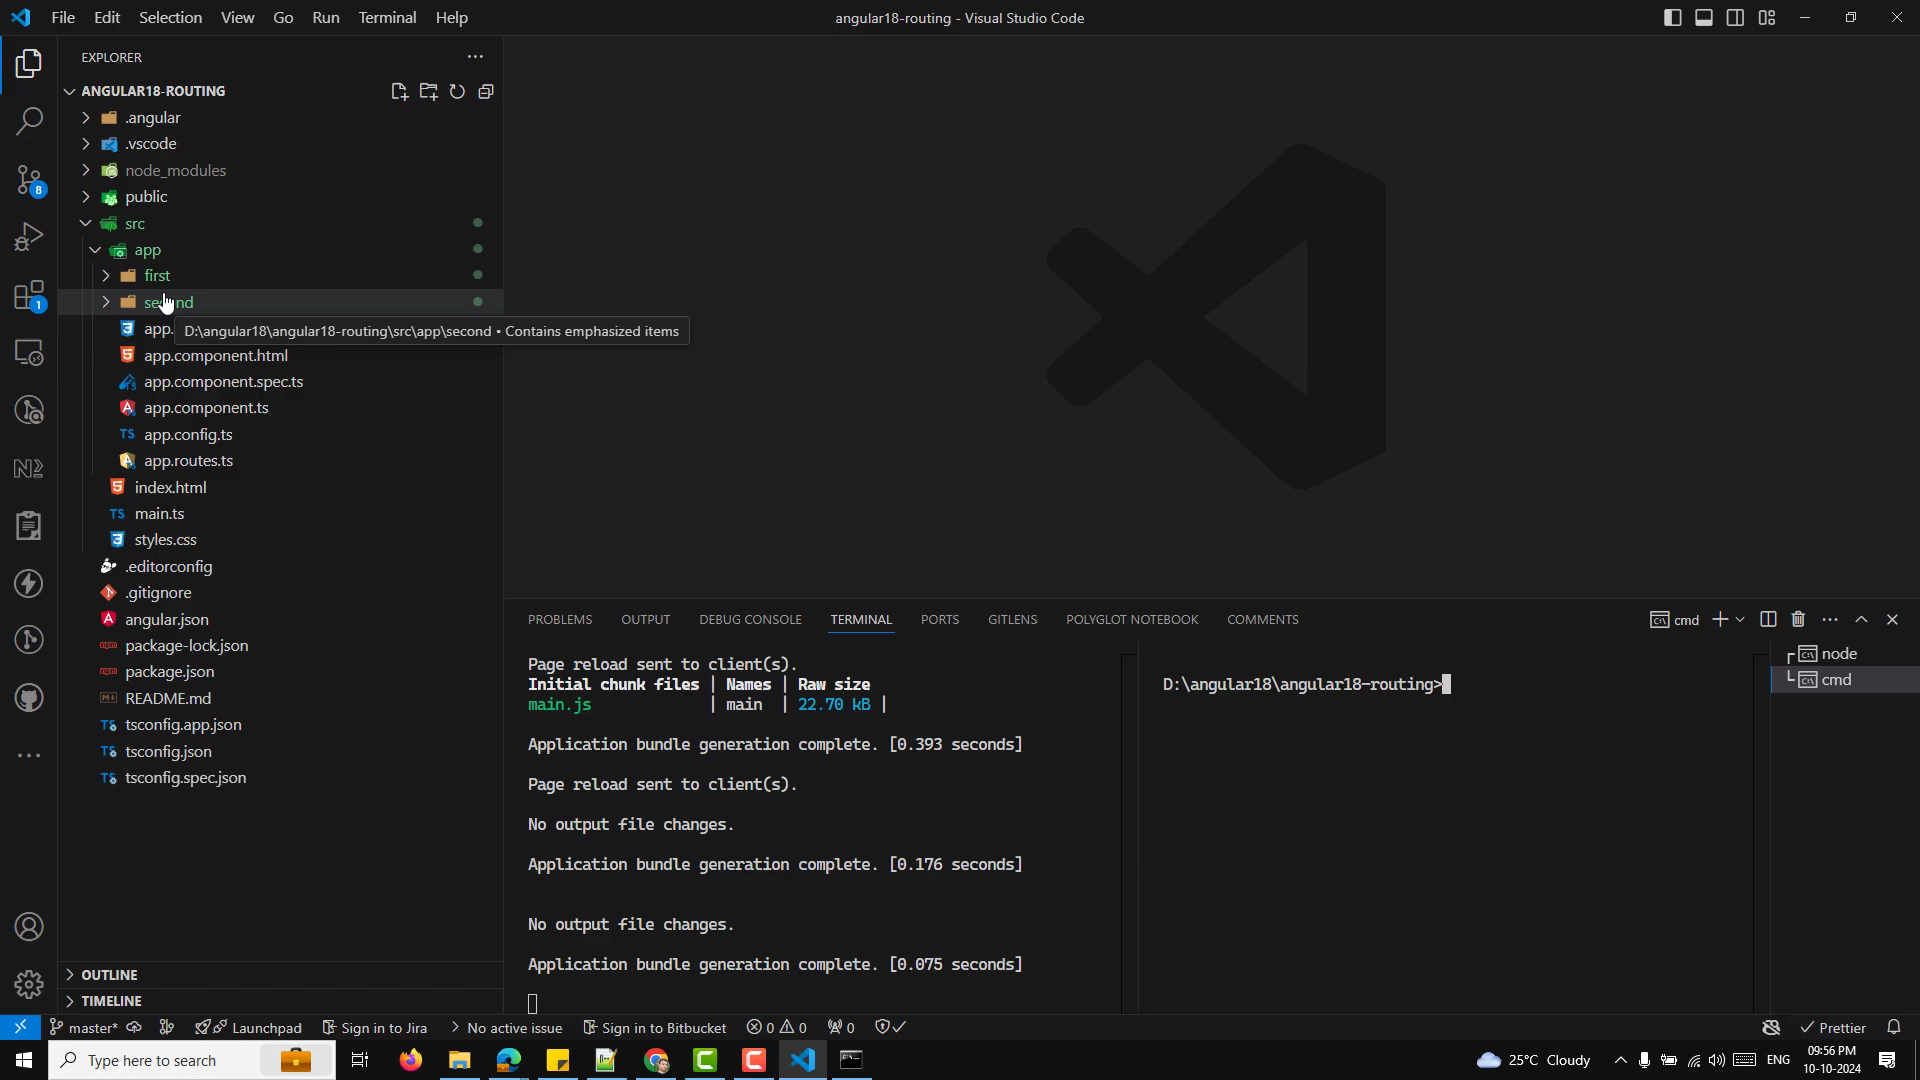 File Edit Selection View Go Run Terminal Help
angular18-routing - Visual Studio Code
EXPLORER
ANGULAR18-ROUTING
.angular
.vscode
node_modules
public
src
app
first
second
app.
D:\angular18\angular18-routing\src\app\second • Contains emphasized items
app.component.html
app.component.spec.ts
app.component.ts
TS app.config.ts
app.routes.ts
index.html
TS main.ts
styles.css
.editorconfig
.gitignore
angular.json
package-lock.json
package.json
README.md
TS tsconfig.app.json
TS tsconfig.json
TS tsconfig.spec.json
OUTLINE
TIMELINE
8
1
PROBLEMS OUTPUT DEBUG CONSOLE TERMINAL PORTS GITLENS POLYGLOT NOTEBOOK COMMENTS
cmd
Page reload sent to client(s).
Initial chunk files | Names | Raw size
main.js | main | 22.70 kB |
Application bundle generation complete. [0.393 seconds]
Page reload sent to client(s).
No output file changes.
Application bundle generation complete. [0.176 seconds]
No output file changes.
Application bundle generation complete. [0.075 seconds]
D:\angular18\angular18-routing>
node
cmd
master* Launchpad Sign in to Jira No active issue Sign in to Bitbucket 0 0 0 Prettier
Type here to search
25°C Cloudy
ENG
09:56 PM
10-10-2024